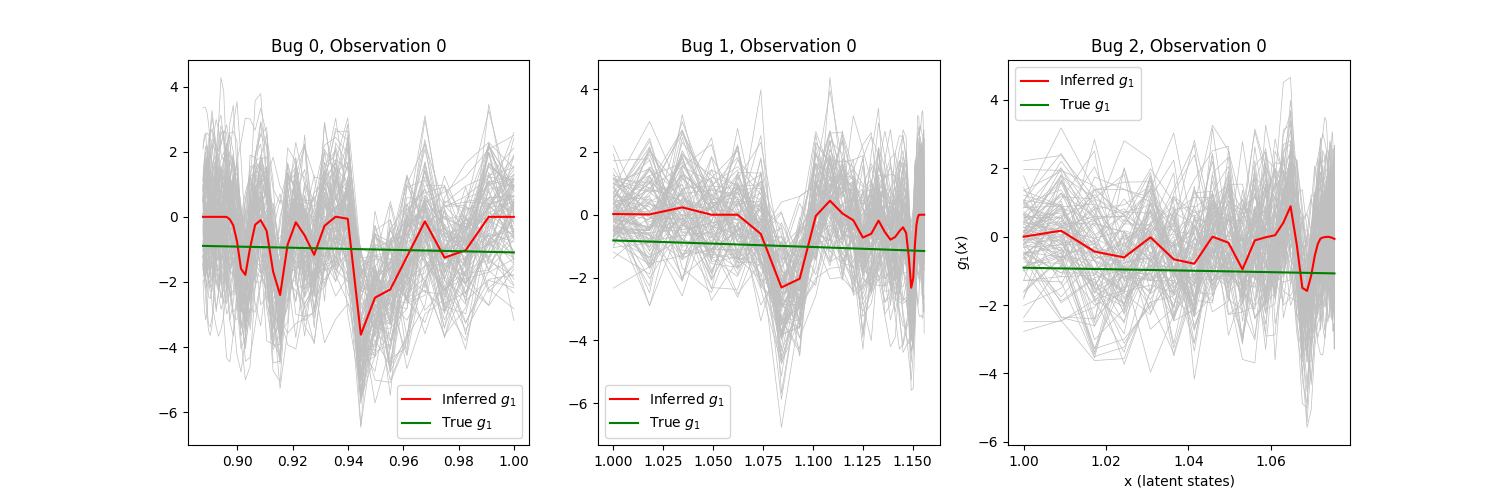 Bug 0, Observation 0
4
2
0
−2
−4
−6
0.90 0.92 0.94 0.96 0.98 1.00
Inferred g₁
True g₁
Bug 1, Observation 0
4
2
0
−2
−4
−6
1.000 1.025 1.050 1.075 1.100 1.125 1.150
Inferred g₁
True g₁
Bug 2, Observation 0
g₁(x)
4
2
0
−2
−4
−6
1.00 1.02 1.04 1.06
x (latent states)
Inferred g₁
True g₁